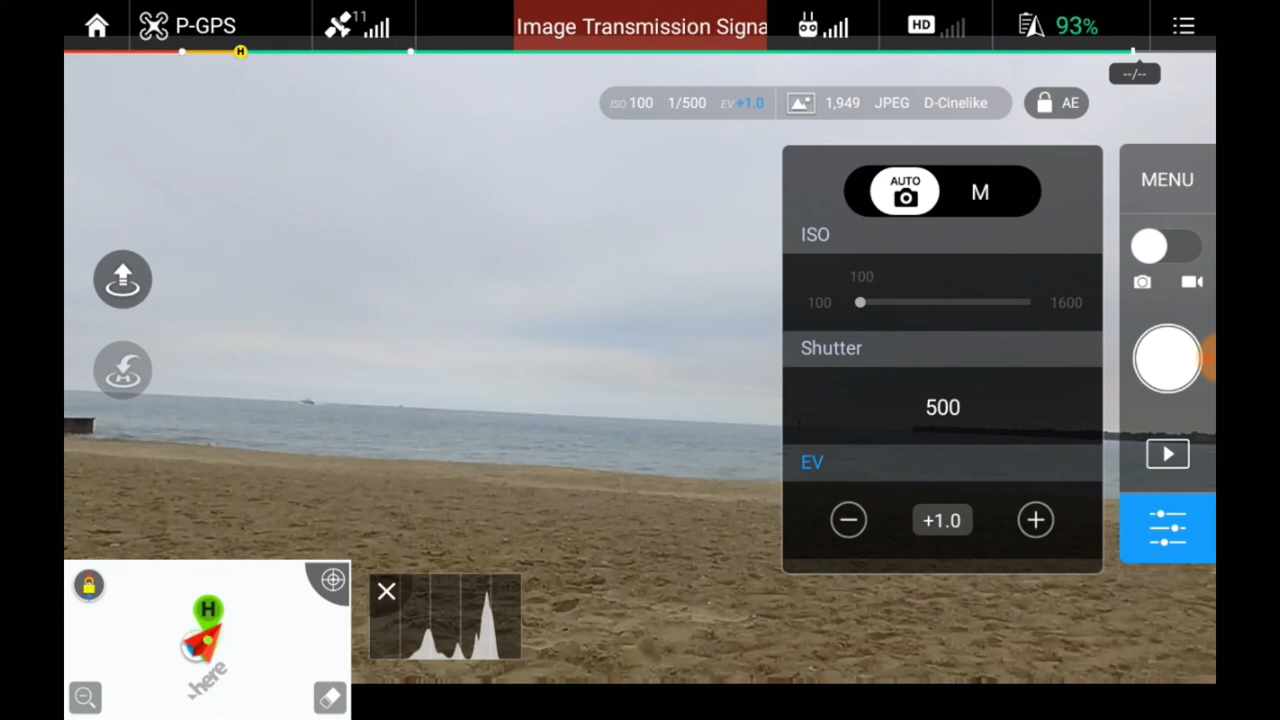 P-GPS 11 Image Transmission Signa HD 93%
H
--/--
ISO 100 1/500 EV +1.0 1,949 JPEG D-Cinelike AE
AUTO M
MENU
ISO
100
100 1600
Shutter
500
EV
+1.0
H
H
here